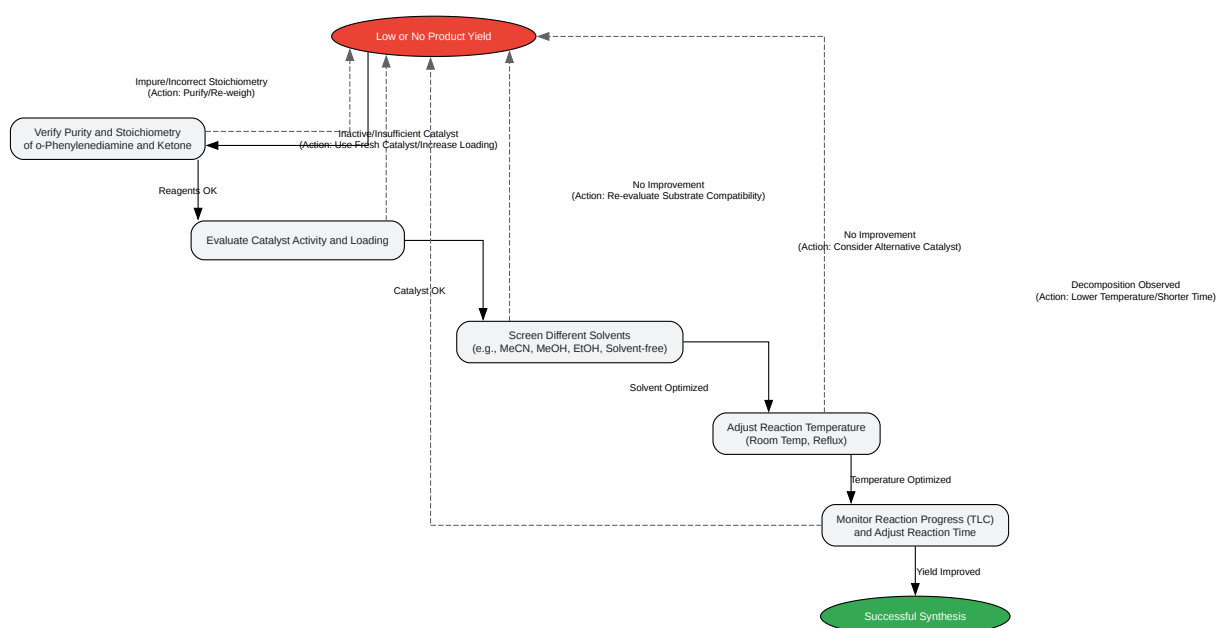 Low or No Product Yield
Impure/Incorrect Stoichiometry
(Action: Purify/Re-weigh)
Verify Purity and Stoichiometry
of o-Phenylenediamine and Ketone
Inactive/Insufficient Catalyst
(Action: Use Fresh Catalyst/Increase Loading)
Reagents OK
No Improvement
(Action: Re-evaluate Substrate Compatibility)
Evaluate Catalyst Activity and Loading
No Improvement
(Action: Consider Alternative Catalyst)
Catalyst OK
Decomposition Observed
(Action: Lower Temperature/Shorter Time)
Screen Different Solvents
(e.g., MeCN, MeOH, EtOH, Solvent-free)
Solvent Optimized
Adjust Reaction Temperature
(Room Temp, Reflux)
Temperature Optimized
Monitor Reaction Progress (TLC)
and Adjust Reaction Time
Yield Improved
Successful Synthesis